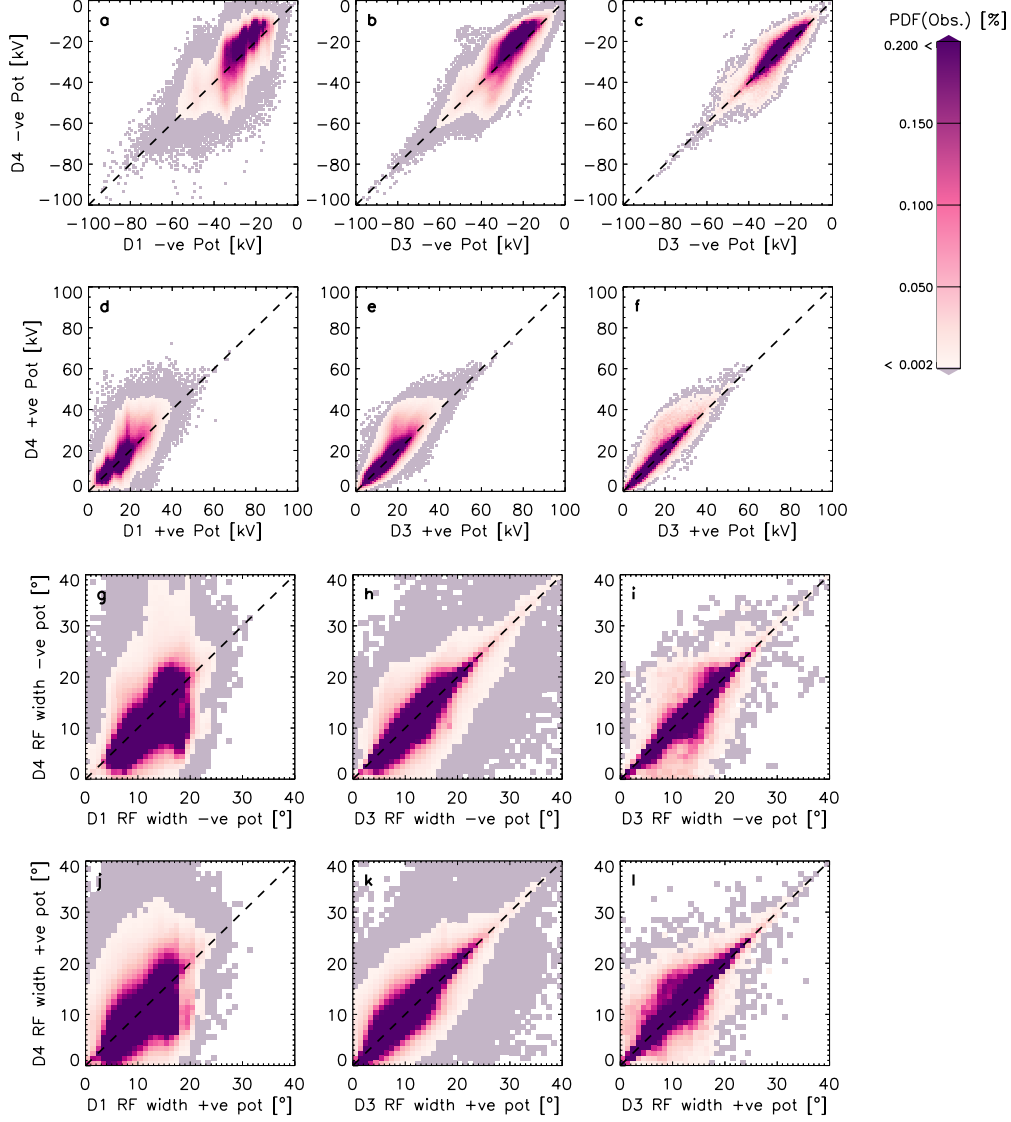 PDF(Obs.) [%]
0.200 <
0.150
0.100
0.050
< 0.002
a
0
−20
−40
−60
−80
−100
D4 −ve Pot [kV]
−100 −80 −60 −40 −20 0
D1 −ve Pot [kV]
b
0
−20
−40
−60
−80
−100
−100 −80 −60 −40 −20 0
D3 −ve Pot [kV]
c
0
−20
−40
−60
−80
−100
−100 −80 −60 −40 −20 0
D3 −ve Pot [kV]
d
100
80
60
40
20
0
D4 +ve Pot [kV]
0 20 40 60 80 100
D1 +ve Pot [kV]
e
100
80
60
40
20
0
0 20 40 60 80 100
D3 +ve Pot [kV]
f
100
80
60
40
20
0
0 20 40 60 80 100
D3 +ve Pot [kV]
g
40
30
20
10
0
D4 RF width −ve pot [°]
0 10 20 30 40
D1 RF width −ve pot [°]
h
40
30
20
10
0
0 10 20 30 40
D3 RF width −ve pot [°]
i
40
30
20
10
0
0 10 20 30 40
D3 RF width −ve pot [°]
j
40
30
20
10
0
D4 RF width +ve pot [°]
0 10 20 30 40
D1 RF width +ve pot [°]
k
40
30
20
10
0
0 10 20 30 40
D3 RF width +ve pot [°]
l
40
30
20
10
0
0 10 20 30 40
D3 RF width +ve pot [°]